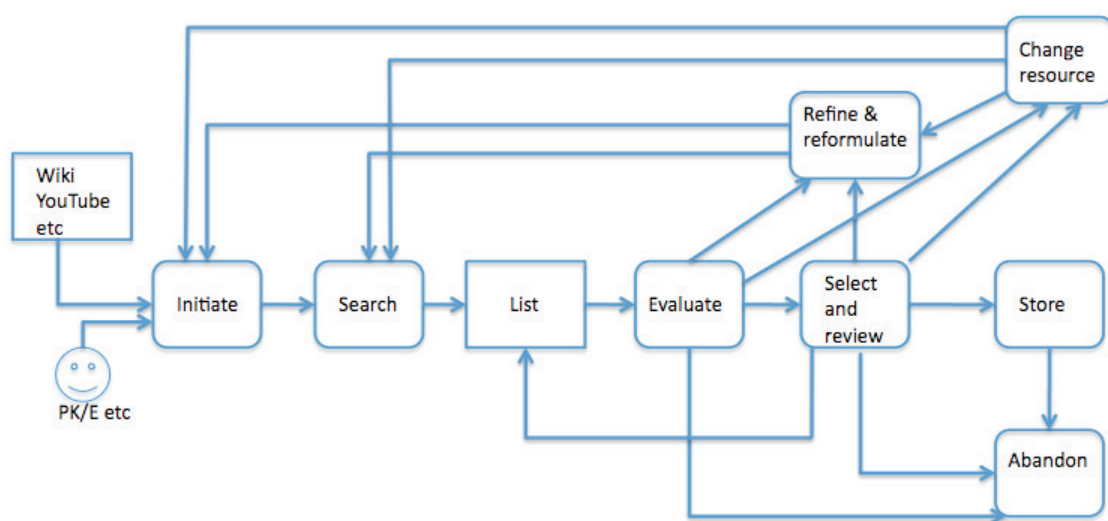 Change
resource
Refine &
reformulate
Wiki
YouTube
etc
Initiate
Search
List
Evaluate
Select
and
review
Store
PK/E etc
Abandon